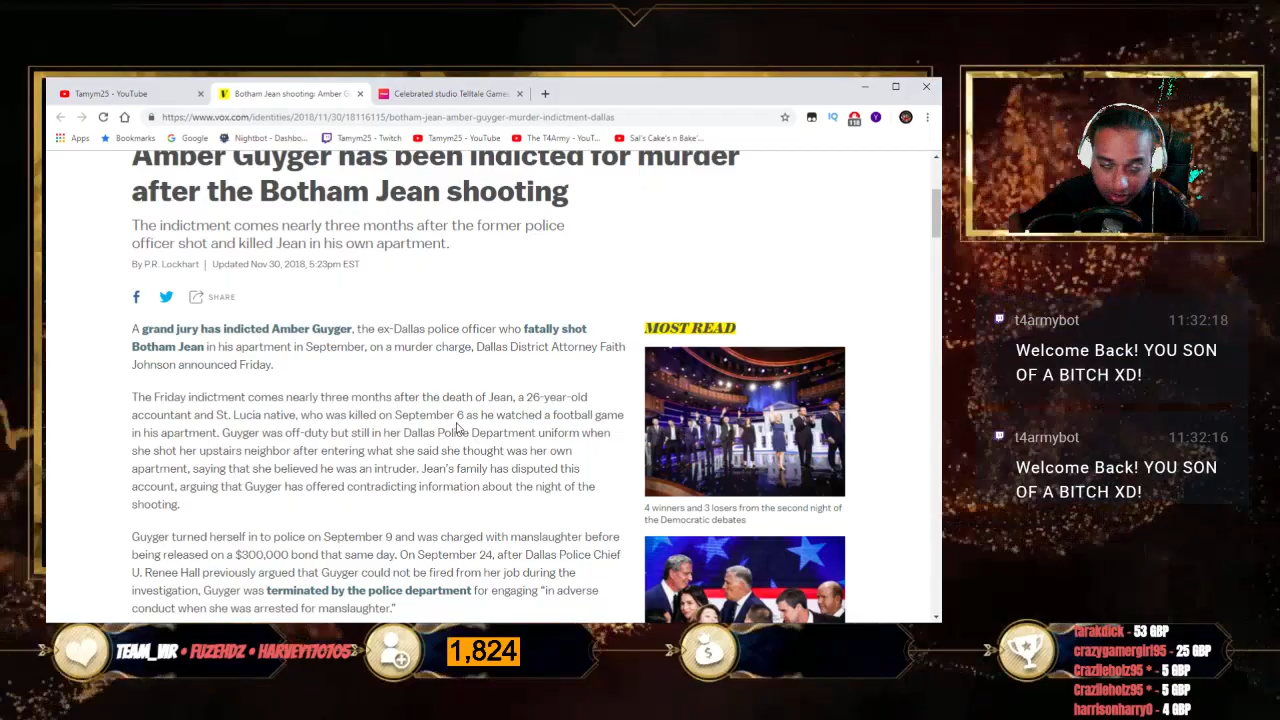 Tamym25 - YouTube
Botham Jean shooting: Amber G
Celebrated studio Telltale Games
https://www.vox.com/identities/2018/11/30/18116115/botham-jean-amber-guyger-murder-indictment-dallas
IQ
118
Y
Apps
Bookmarks
Google
Nightbot - Dashbo...
Tamym25 - Twitch
Tamym25 - YouTube
The T4Army - YouT...
Sal's Cake's n Bake'...
Amber Guyger has been indicted for murder
after the Botham Jean shooting
The indictment comes nearly three months after the former police
officer shot and killed Jean in his own apartment.
By P.R. Lockhart | Updated Nov 30, 2018, 5:23pm EST
SHARE
A grand jury has indicted Amber Guyger, the ex-Dallas police officer who fatally shot
Botham Jean in his apartment in September, on a murder charge, Dallas District Attorney Faith
Johnson announced Friday.
The Friday indictment comes nearly three months after the death of Jean, a 26-year-old
accountant and St. Lucia native, who was killed on September 6 as he watched a football game
in his apartment. Guyger was off-duty but still in her Dallas Police Department uniform when
she shot her upstairs neighbor after entering what she said she thought was her own
apartment, saying that she believed he was an intruder. Jean's family has disputed this
account, arguing that Guyger has offered contradicting information about the night of the
shooting.
Guyger turned herself in to police on September 9 and was charged with manslaughter before
being released on a $300,000 bond that same day. On September 24, after Dallas Police Chief
U. Renee Hall previously argued that Guyger could not be fired from her job during the
investigation, Guyger was terminated by the police department for engaging "in adverse
conduct when she was arrested for manslaughter."
MOST READ
4 winners and 3 losers from the second night of
the Democratic debates
t4armybot 11:32:18
Welcome Back! YOU SON
OF A BITCH XD!
t4armybot 11:32:16
Welcome Back! YOU SON
OF A BITCH XD!
TEAM_VIR • FUZEHDZ • HARVEY170105
1,824
tarakdick - 53 GBP
crazygamergirl95 - 25 GBP
Crazileholz95 * - 5 GBP
Crazileholz95 * - 5 GBP
harrisonharry0 - 4 GBP